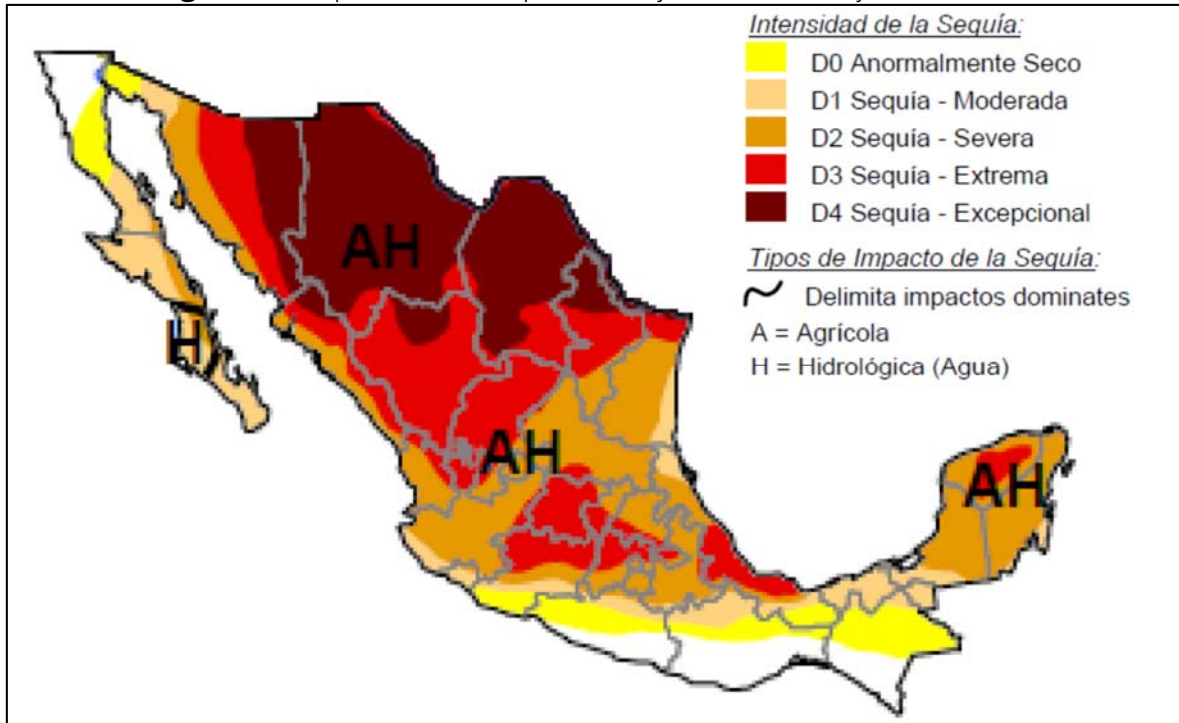 Intensidad de la Sequía:
D0 Anormalmente Seco
D1 Sequía - Moderada
D2 Sequía - Severa
D3 Sequía - Extrema
D4 Sequía - Excepcional
Tipos de Impacto de la Sequía:
Delimita impactos dominates
A = Agrícola
H = Hidrológica (Agua)
AH
H
AH
AH